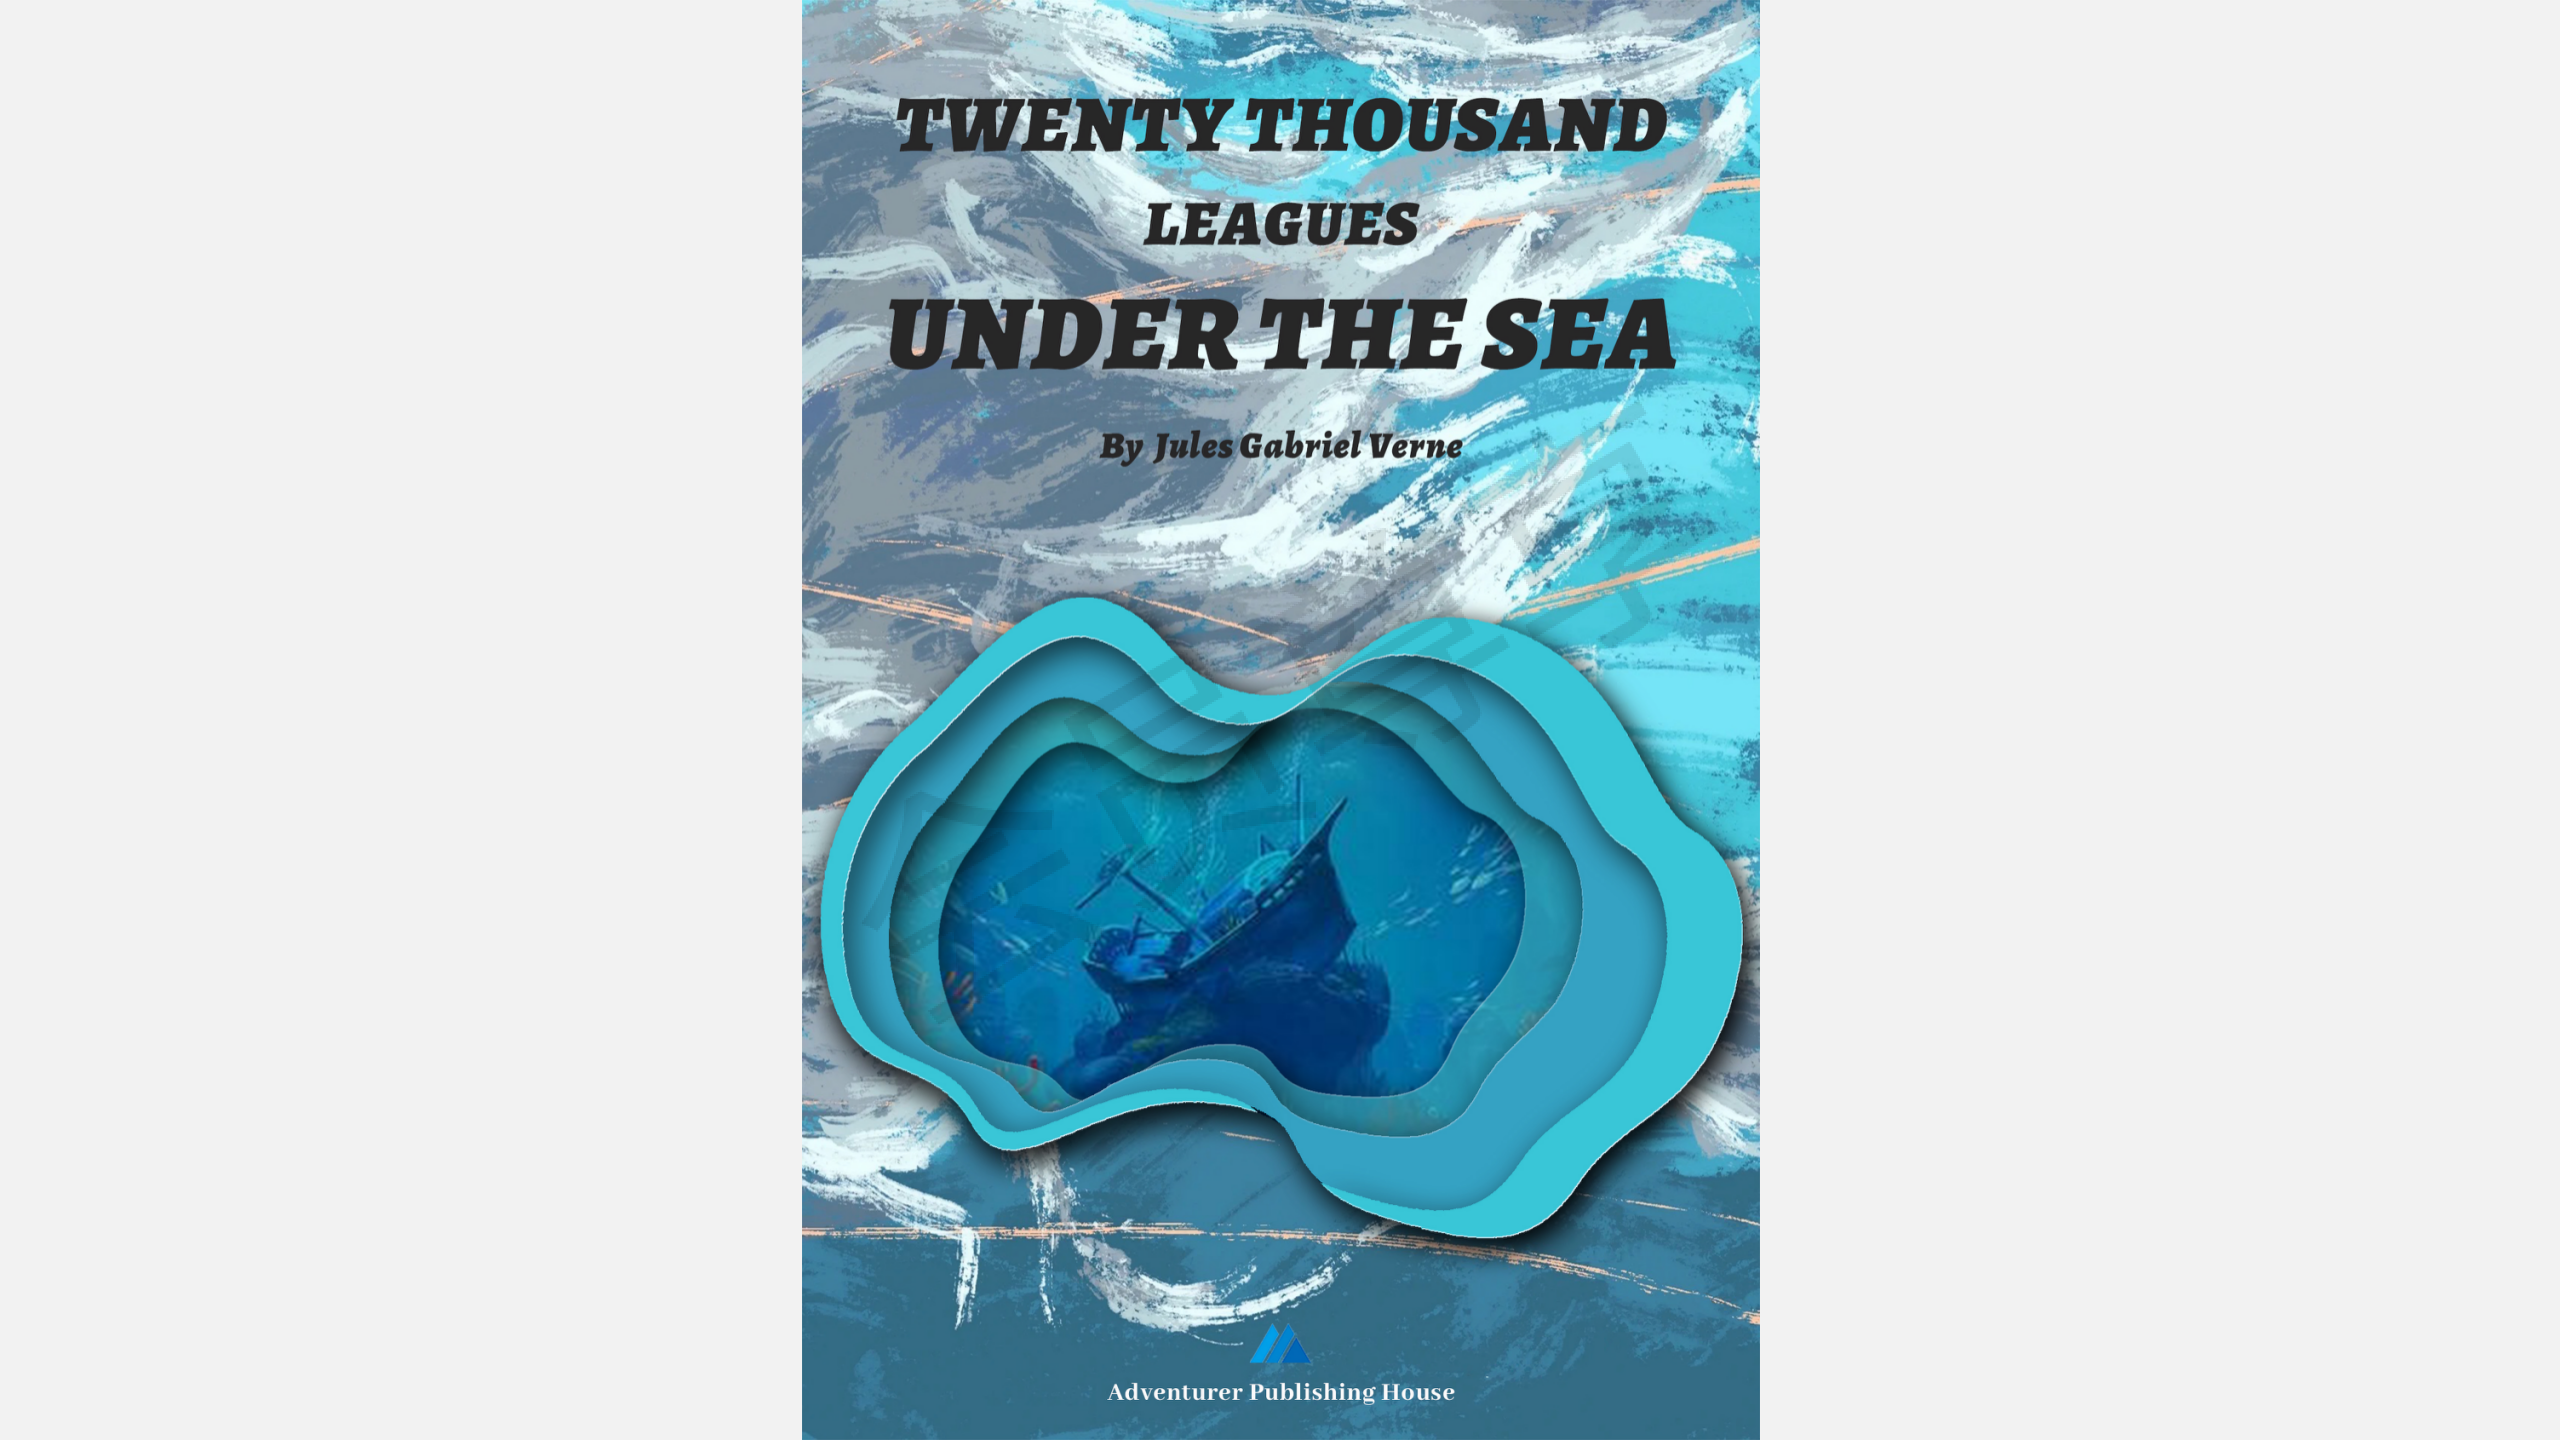 TWENTY THOUSAND
LEAGUES
UNDER THE SEA
By Jules Gabriel Verne
Adventurer Publishing House